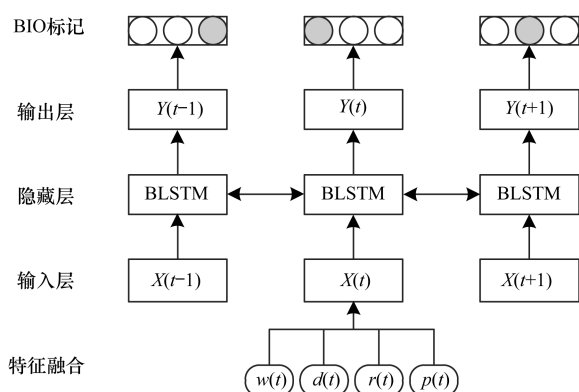 BIO标记
输出层 Y(t−1) Y(t) Y(t+1)
隐藏层 BLSTM BLSTM BLSTM
输入层 X(t−1) X(t) X(t+1)
特征融合 w(t) d(t) r(t) p(t)